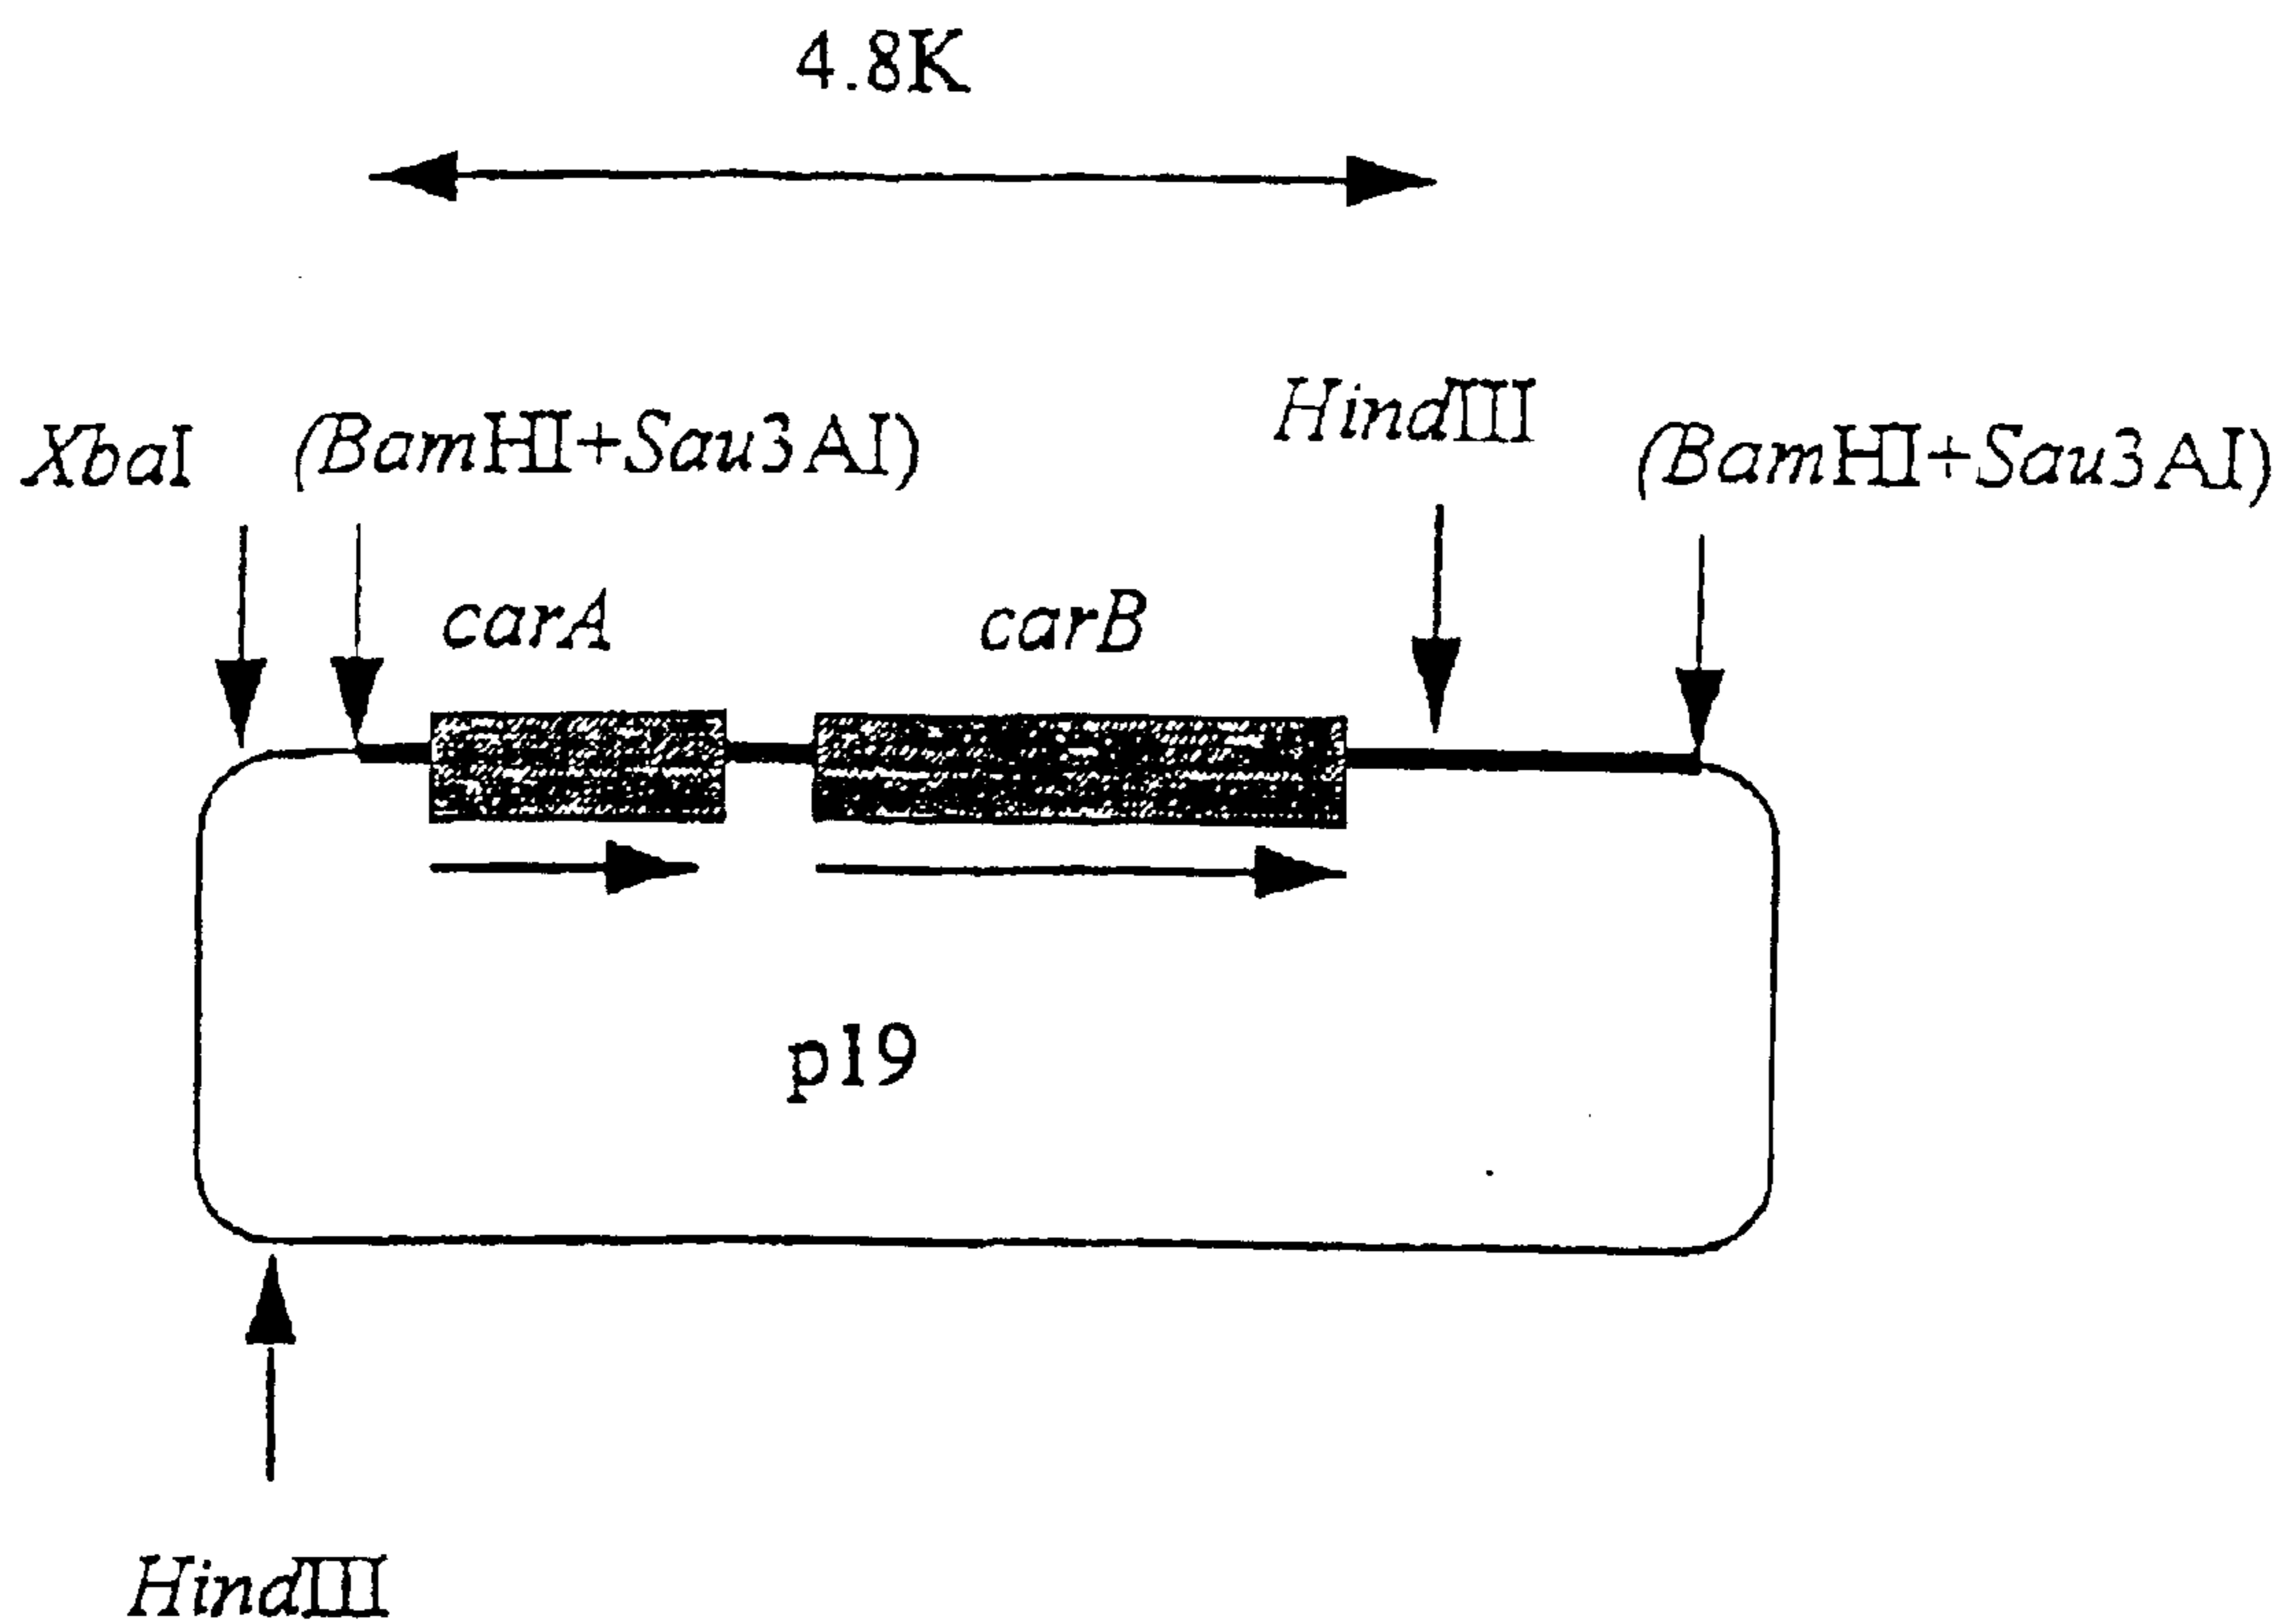 4.8K
XbaI (BamHI+Sau3AI) HindIII (BamHI+Sau3AI)
carA carB
p19
HindIII